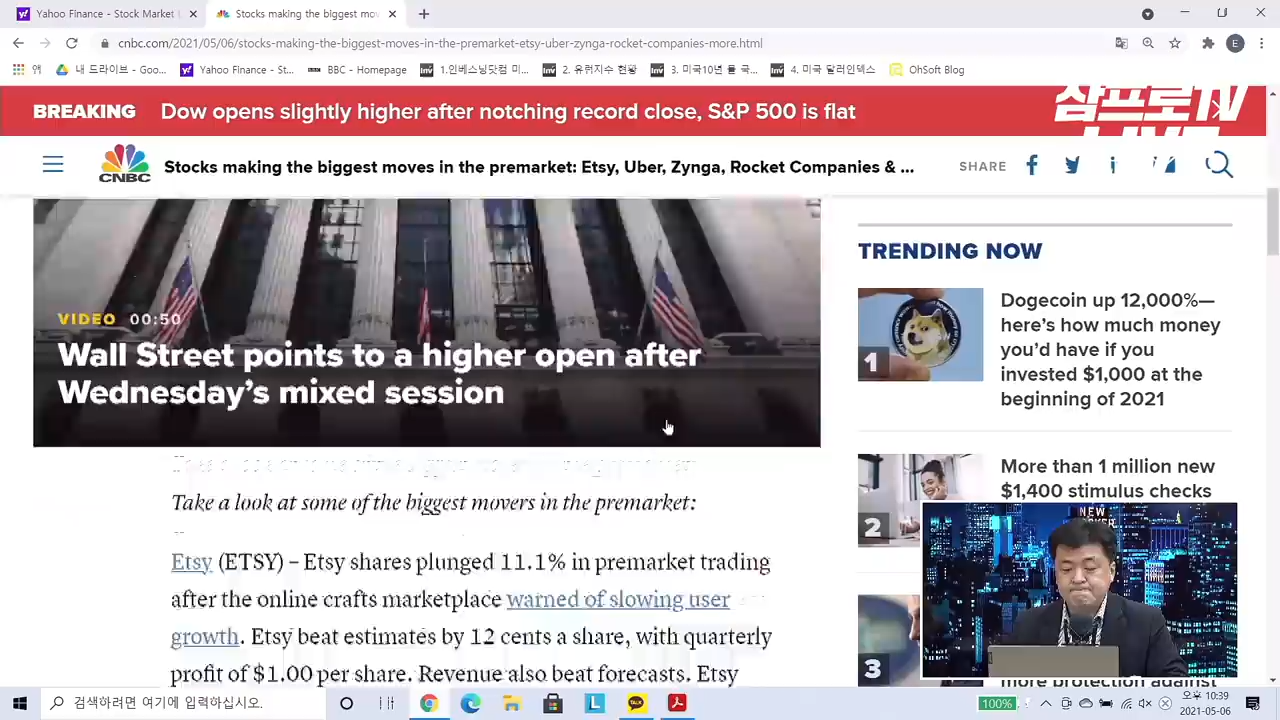 Yahoo Finance - Stock Market
Stocks making the biggest mov
cnbc.com/2021/05/06/stocks-making-the-biggest-moves-in-the-premarket-etsy-uber-zynga-rocket-companies-more.html
E
앱
내 드라이브 - Goo...
Yahoo Finance - St...
BBC - Homepage
1.인베스닝닷컴 미...
2. 유런지수 현황
3. 미국10년 물 국...
4. 미국 달러인덱스
OhSoft Blog
BREAKING Dow opens slightly higher after notching record close, S&P 500 is flat
삼프로TV
CNBC
Stocks making the biggest moves in the premarket: Etsy, Uber, Zynga, Rocket Companies & ...
SHARE
VIDEO 00:50
Wall Street points to a higher open after
Wednesday's mixed session
Take a look at some of the biggest movers in the premarket:
Etsy (ETSY) – Etsy shares plunged 11.1% in premarket trading
after the online crafts marketplace warned of slowing user
growth. Etsy beat estimates by 12 cents a share, with quarterly
profit of $1.00 per share. Revenue also beat forecasts. Etsy
TRENDING NOW
1
Dogecoin up 12,000%—
here's how much money
you'd have if you
invested $1,000 at the
beginning of 2021
2
More than 1 million new
$1,400 stimulus checks
3
more protection against
NEW
검색하려면 여기에 입력하십시오.
100%
오후 10:39
2021-05-06